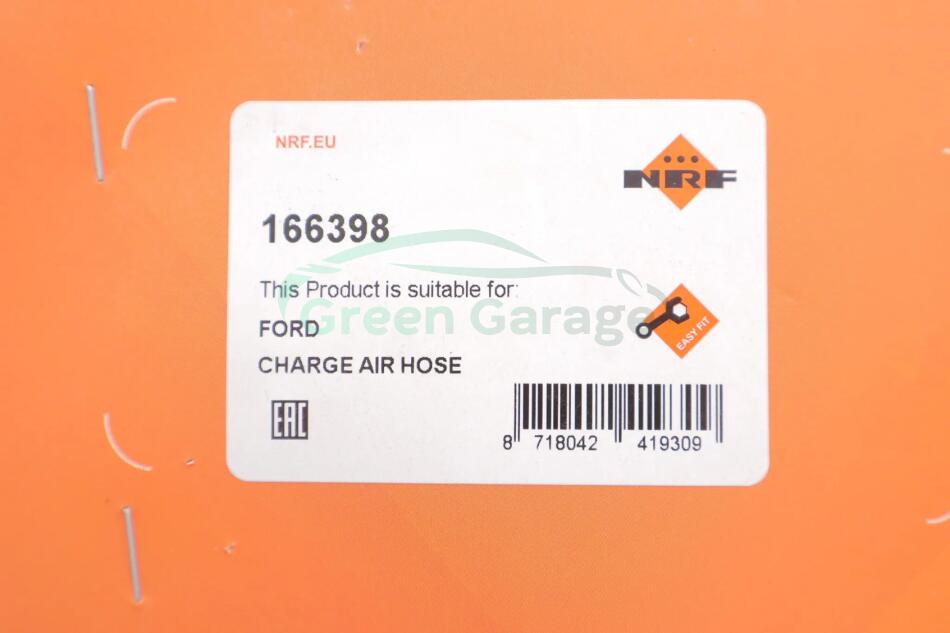 NRF.EU
NRF
166398
This Product is suitable for:
Green Garage
FORD
EASY FIT
CHARGE AIR HOSE
EAC
8 718042 419309